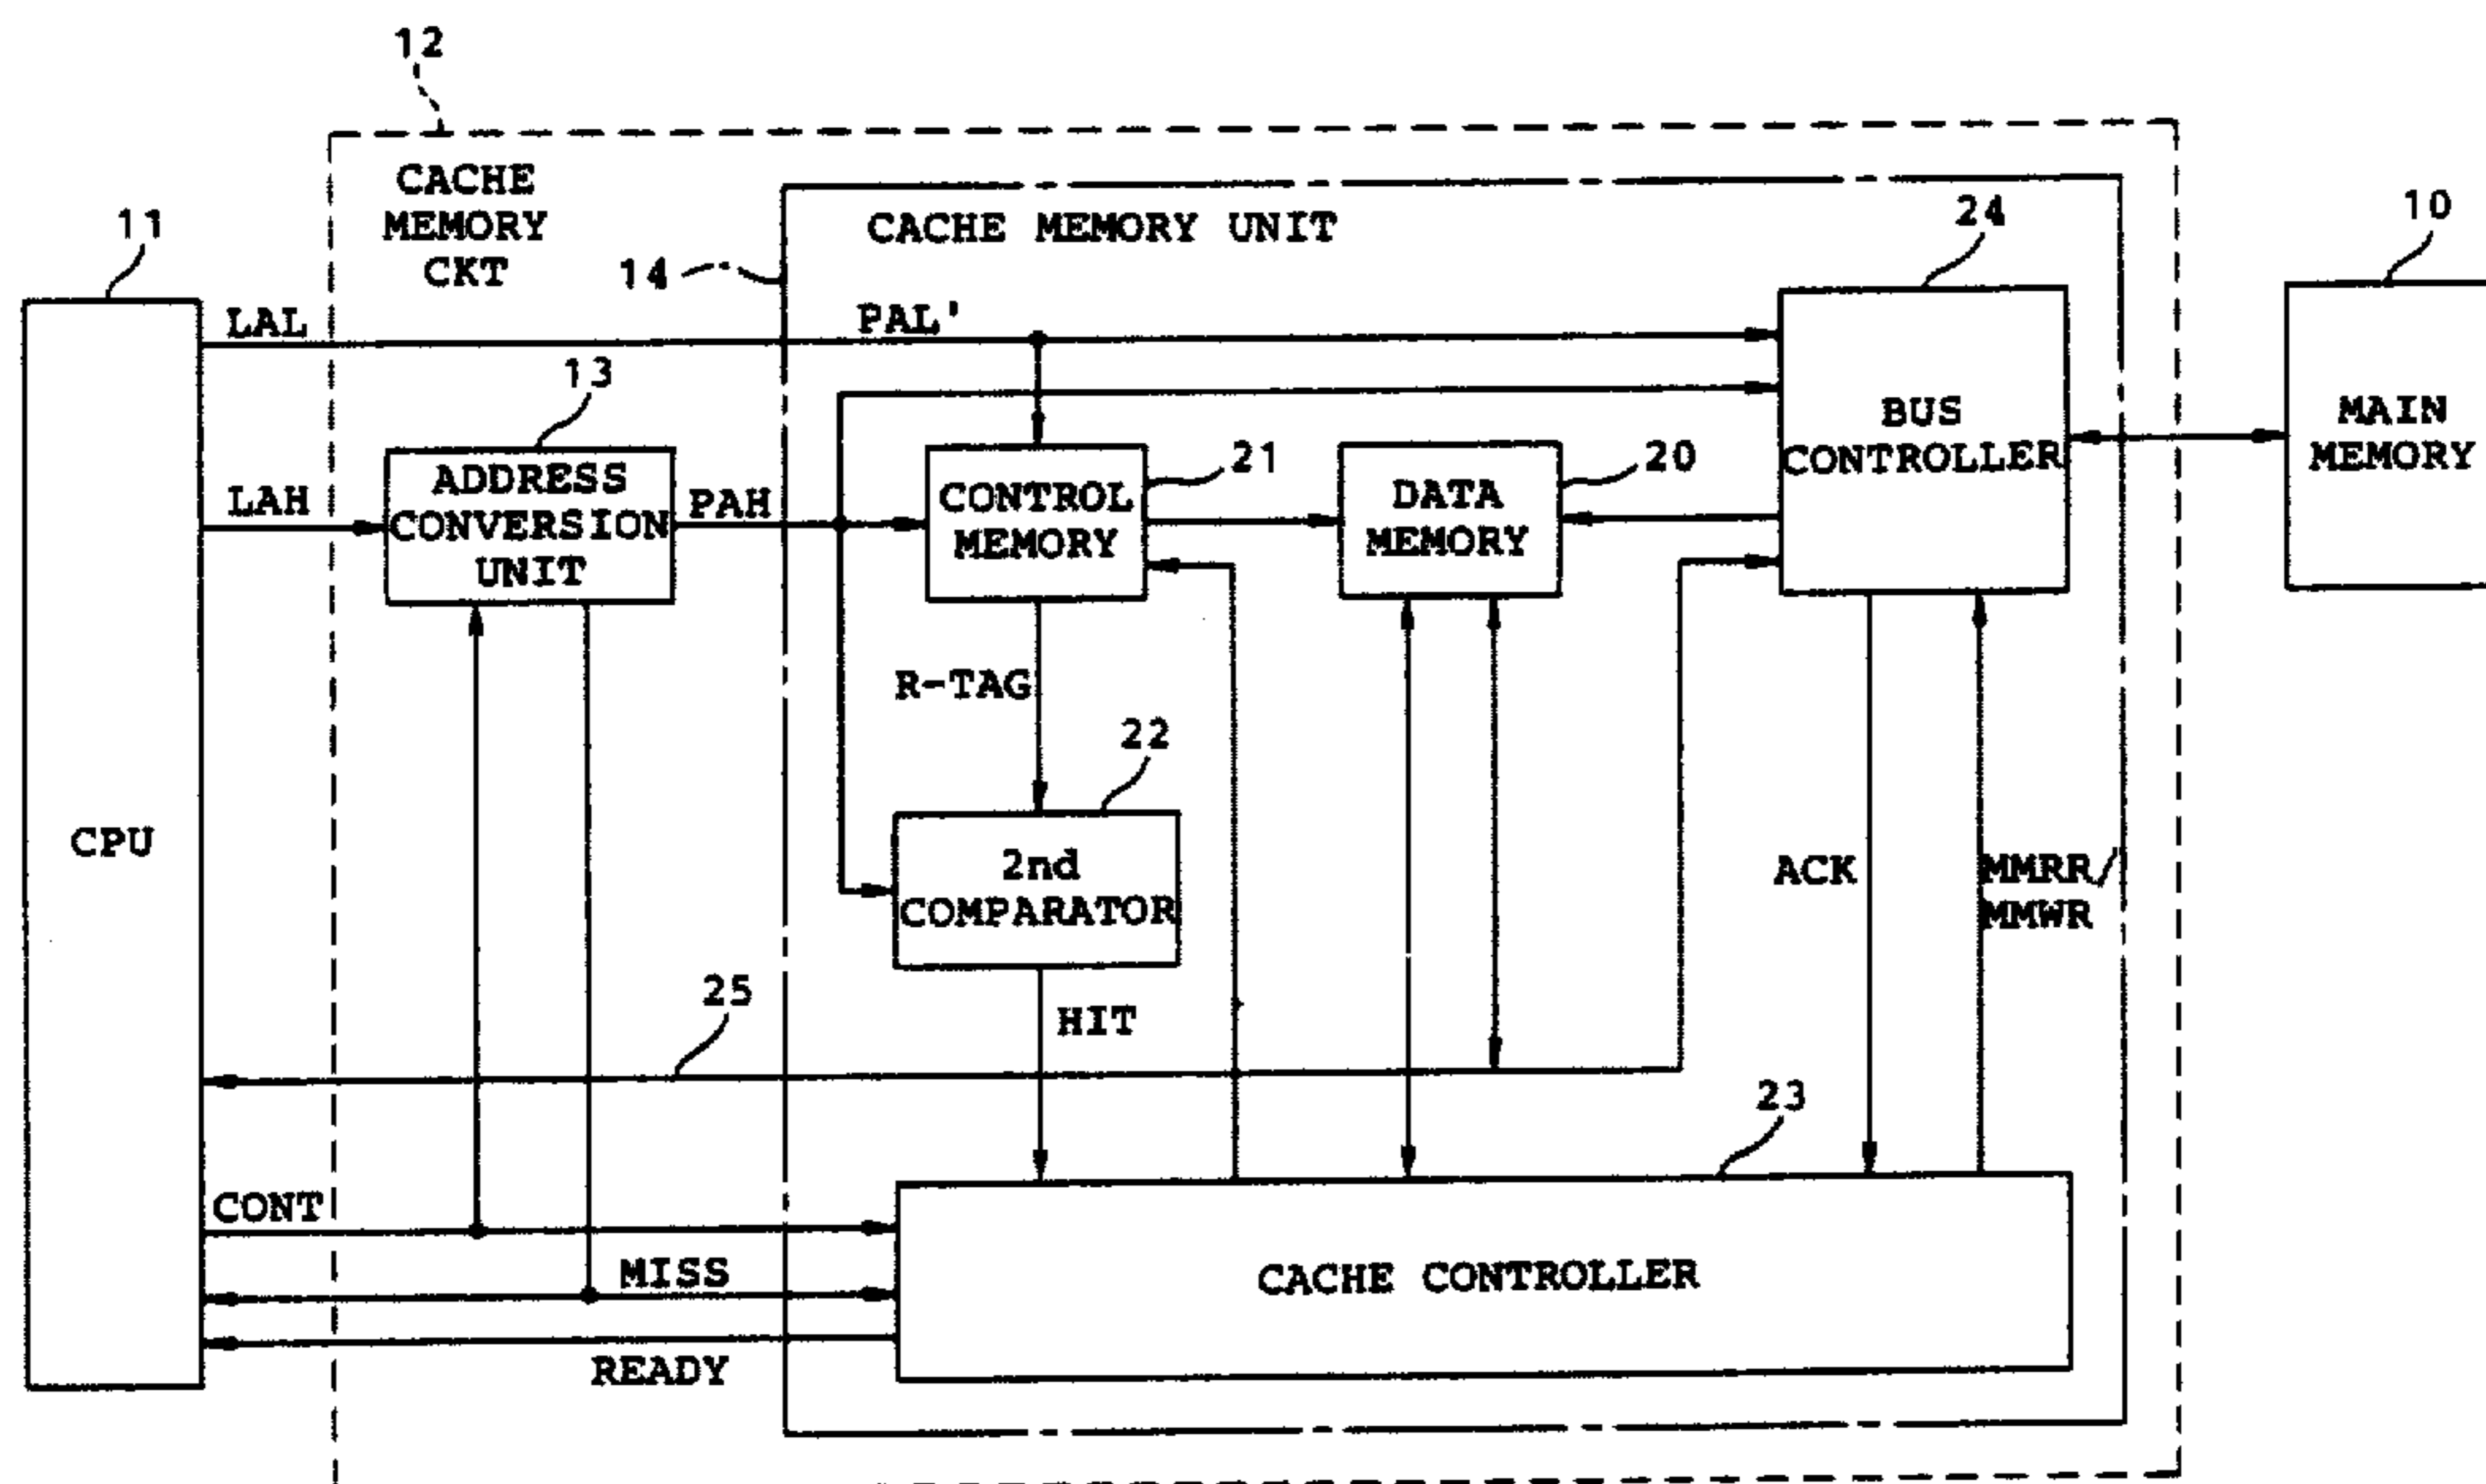 12
CACHE
MEMORY
CKT
11
CACHE MEMORY UNIT
24
10
14
LAL
PAL'
13
BUS
CONTROLLER
MAIN
MEMORY
LAH
ADDRESS
CONVERSION
UNIT
PAH
CONTROL
MEMORY
21
DATA
MEMORY
20
R-TAG
22
CPU
2nd
COMPARATOR
ACK
MMRR/
MMWR
25
HIT
23
CONT
MISS
CACHE CONTROLLER
READY